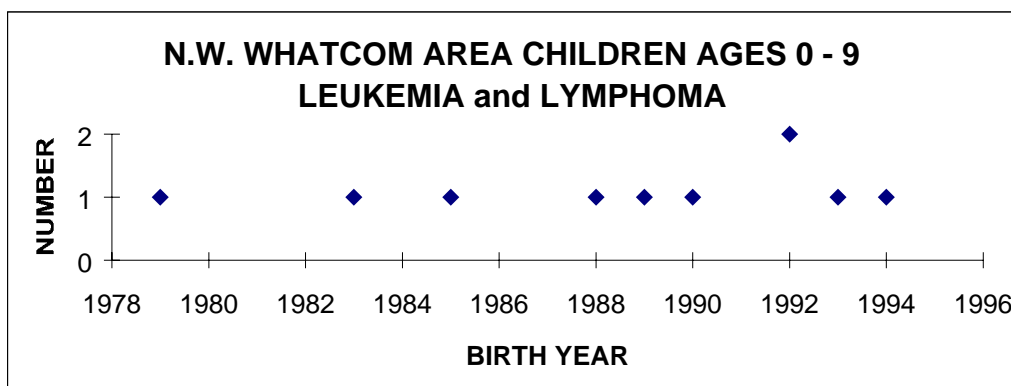 N.W. WHATCOM AREA CHILDREN AGES 0 - 9
LEUKEMIA and LYMPHOMA
NUMBER
2
1
0
1978 1980 1982 1984 1986 1988 1990 1992 1994 1996
BIRTH YEAR